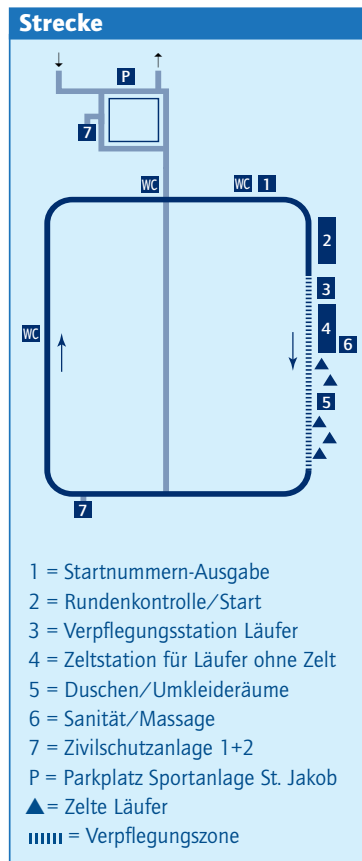 Strecke
P
7
WC
WC 1
2
3
WC
4
6
5
7
1 = Startnummern-Ausgabe
2 = Rundenkontrolle/Start
3 = Verpflegungsstation Läufer
4 = Zeltstation für Läufer ohne Zelt
5 = Duschen/Umkleideräume
6 = Sanität/Massage
7 = Zivilschutzanlage 1+2
P = Parkplatz Sportanlage St. Jakob
▲ = Zelte Läufer
= Verpflegungszone